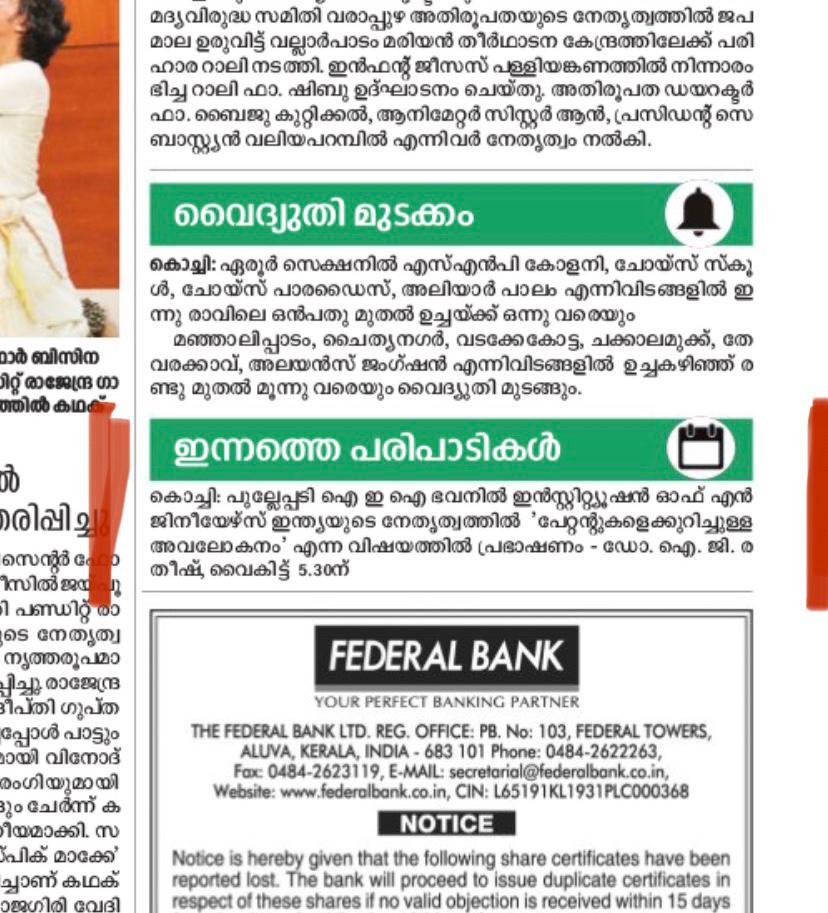 മദ്യവിരുദ്ധ സമിതി വരാപ്പുഴ അതിരൂപതയുടെ നേതൃത്വത്തിൽ ജപ
മാല ഉരുവിട്ട് വല്ലാർപാടം മരിയൻ തീർഥാടന കേന്ദ്രത്തിലേക്ക് പരി
ഹാര റാലി നടത്തി. ഇൻഫന്റ് ജീസസ് പള്ളിയങ്കണത്തിൽ നിന്നാരം
ഭിച്ച റാലി ഫാ. ഷിബു ഉദ്ഘാടനം ചെയ്തു. അതിരൂപത ഡയറക്ടർ
ഫാ. ബൈജു കുറ്റിക്കൽ, ആനിമേറ്റർ സിസ്റ്റർ ആൻ, പ്രസിഡന്റ് സെ
ബാസ്റ്റ്യൻ വലിയപറമ്പിൽ എന്നിവർ നേതൃത്വം നൽകി.
വൈദ്യുതി മുടക്കം
കൊച്ചി: ഏരൂർ സെക്ഷനിൽ എസ്എൻപി കോളനി, ചോയ്സ് സ്കൂ
ൾ, ചോയ്സ് പാരഡൈസ്, അലിയാർ പാലം എന്നിവിടങ്ങളിൽ ഇ
ന്നു രാവിലെ ഒൻപതു മുതൽ ഉച്ചയ്ക്ക് ഒന്നു വരെയും
മഞ്ഞാലിപ്പാടം, ചൈത്യനഗർ, വടക്കേകോട്ട, ചക്കാലമുക്ക്, തേ
വരക്കാവ്, അലയൻസ് ജംഗ്ഷൻ എന്നിവിടങ്ങളിൽ ഉച്ചകഴിഞ്ഞ് ര
ണ്ടു മുതൽ മൂന്നു വരെയും വൈദ്യുതി മുടങ്ങും.
ഇന്നത്തെ പരിപാടികൾ
കൊച്ചി: പുല്ലേപ്പടി ഐ ഇ ഐ ഭവനിൽ ഇൻസ്റ്റിറ്റ്യൂഷൻ ഓഫ് എൻ
ജിനീയേഴ്സ് ഇന്ത്യയുടെ നേതൃത്വത്തിൽ 'പേറ്റന്റുകളെക്കുറിച്ചുള്ള
അവലോകനം' എന്ന വിഷയത്തിൽ പ്രഭാഷണം - ഡോ. ഐ. ജി. ര
തീഷ്, വൈകിട്ട് 5.30ന്
FEDERAL BANK
YOUR PERFECT BANKING PARTNER
THE FEDERAL BANK LTD. REG. OFFICE: PB. No: 103, FEDERAL TOWERS,
ALUVA, KERALA, INDIA - 683 101 Phone: 0484-2622263,
Fax: 0484-2623119, E-MAIL: secretarial@federalbank.co.in,
Website: www.federalbank.co.in, CIN: L65191KL1931PLC000368
NOTICE
Notice is hereby given that the following share certificates have been
reported lost. The bank will proceed to issue duplicate certificates in
respect of these shares if no valid objection is received within 15 days
ബിസിന
രാജേന്ദ്ര ഗാ
ത്തിൽ കഥക്
തരിപ്പിച്ചു
സെന്റർ ഫോ
സിൽ ജയ്പൂ
പണ്ഡിറ്റ് രാ
ടെ നേതൃത്വ
നൃത്തരൂപമാ
പ്പിച്ചു. രാജേന്ദ്ര
ദീപ്തി ഗുപ്ത
പ്പോൾ പാട്ടും
മായി വിനോദ്
രംഗിയുമായി
ചേർന്ന് ക
യമാക്കി. സ
സ്പിക് മാക്കേ'
ച്ചാണ് കഥക്
രാജഗിരി വേദി